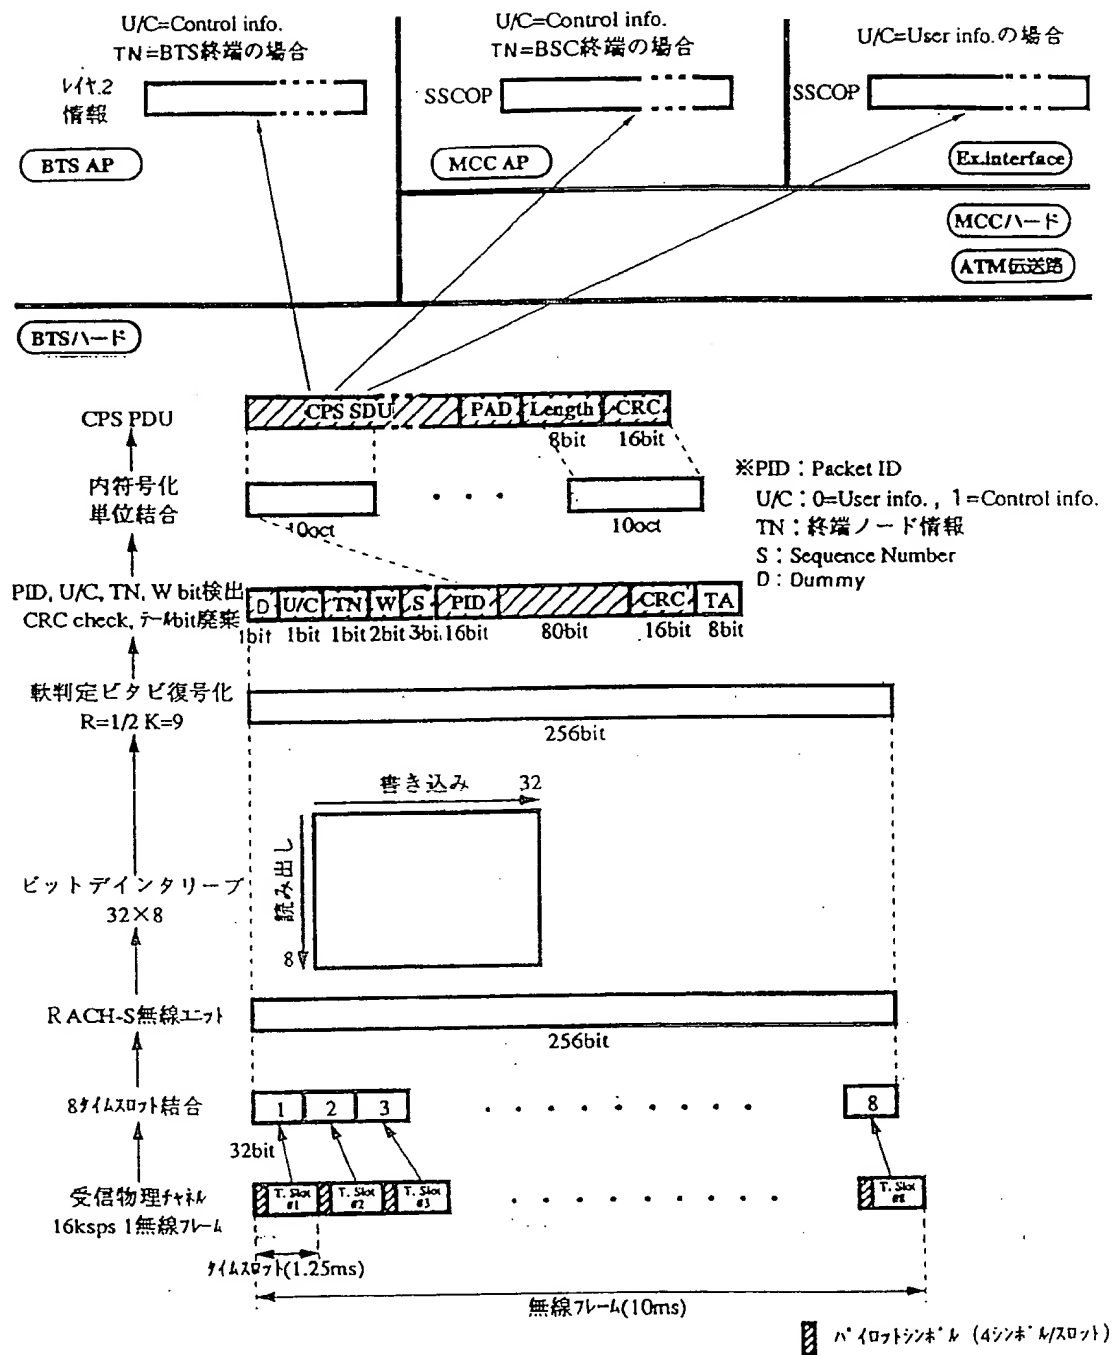 U/C=Control info.
TN=BTS終端の場合
U/C=Control info.
TN=BSC終端の場合
U/C=User info.の場合
ﾚｲﾔ.2
情報
SSCOP
SSCOP
BTS AP
MCC AP
Ex.interface
MCCハード
ATM伝送路
BTSハード
CPS PDU
CPS SDU
PAD
Length
CRC
8bit
16bit
内符号化
単位結合
10oct
・・・
10oct
※PID：Packet ID
U/C：0=User info. , 1=Control info.
TN：終端ノード情報
S：Sequence Number
D：Dummy
PID, U/C, TN, W bit検出
CRC check, ﾃｰﾙbit廃棄
D U/C TN W S PID CRC TA
1bit 1bit 1bit 2bit 3bi 16bit 80bit 16bit 8bit
軟判定ビタビ復号化
R=1/2 K=9
256bit
書き込み 32
読み出し
8
ビットデインタリーブ
32×8
RACH-S無線ﾕﾆｯﾄ
256bit
8ﾀｲﾑｽﾛｯﾄ結合
1 2 3 ・・・・・・・・・ 8
32bit
受信物理ﾁｬﾈﾙ
16ksps 1無線ﾌﾚｰﾑ
T. Slot #1
T. Slot #2
T. Slot #3
T. Slot #8
ﾀｲﾑｽﾛｯﾄ(1.25ms)
無線ﾌﾚｰﾑ(10ms)
ﾊﾟｲﾛｯﾄｼﾝﾎﾞﾙ (4ｼﾝﾎﾞﾙ/ｽﾛｯﾄ)